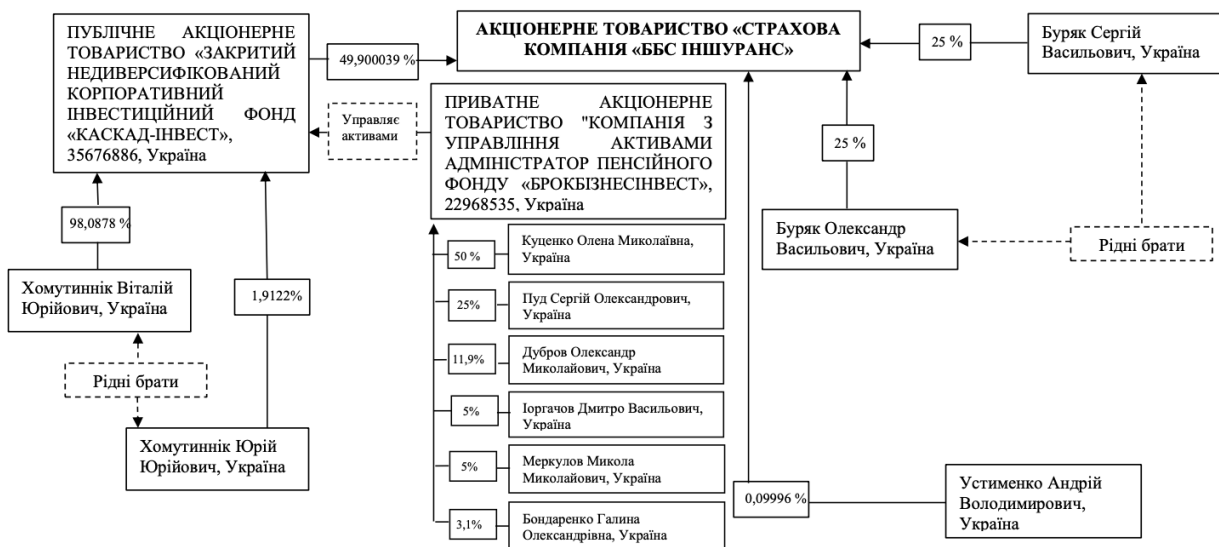 ПУБЛІЧНЕ АКЦІОНЕРНЕ
ТОВАРИСТВО «ЗАКРИТИЙ
НЕДИВЕРСИФІКОВАНИЙ
КОРПОРАТИВНИЙ
ІНВЕСТИЦІЙНИЙ ФОНД
«КАСКАД-ІНВЕСТ»,
35676886, Україна
49,900039 %
АКЦІОНЕРНЕ ТОВАРИСТВО «СТРАХОВА
КОМПАНІЯ «ББС ІНШУРАНС»
25 %
Буряк Сергій
Васильович, Україна
Управляє
активами
ПРИВАТНЕ АКЦІОНЕРНЕ
ТОВАРИСТВО "КОМПАНІЯ З
УПРАВЛІННЯ АКТИВАМИ
АДМІНІСТРАТОР ПЕНСІЙНОГО
ФОНДУ «БРОКБІЗНЕСІНВЕСТ»,
22968535, Україна
25 %
Буряк Олександр
Васильович, Україна
Рідні брати
98,0878 %
1,9122%
Хомутиннік Віталій
Юрійович, Україна
Рідні брати
Хомутиннік Юрій
Юрійович, Україна
50 %
Куценко Олена Миколаївна,
Україна
25%
Пуд Сергій Олександрович,
Україна
11,9%
Дубров Олександр
Миколайович, Україна
5%
Іоргачов Дмитро Васильович,
Україна
5%
Меркулов Микола
Миколайович, Україна
3,1%
Бондаренко Галина
Олександрівна, Україна
0,09996 %
Устименко Андрій
Володимирович,
Україна